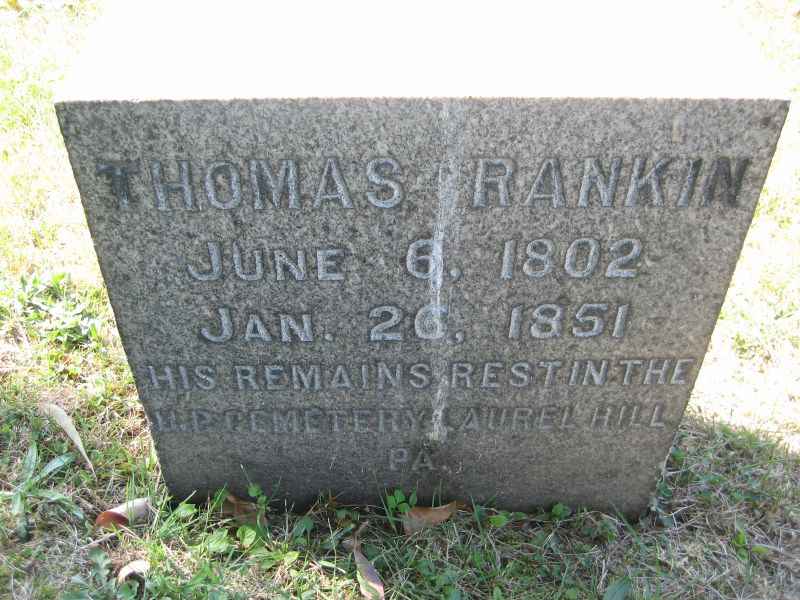 THOMAS RANKIN
JUNE 6, 1802
JAN. 26, 1851
HIS REMAINS REST IN THE
U.P. CEMETERY, LAUREL HILL
PA.